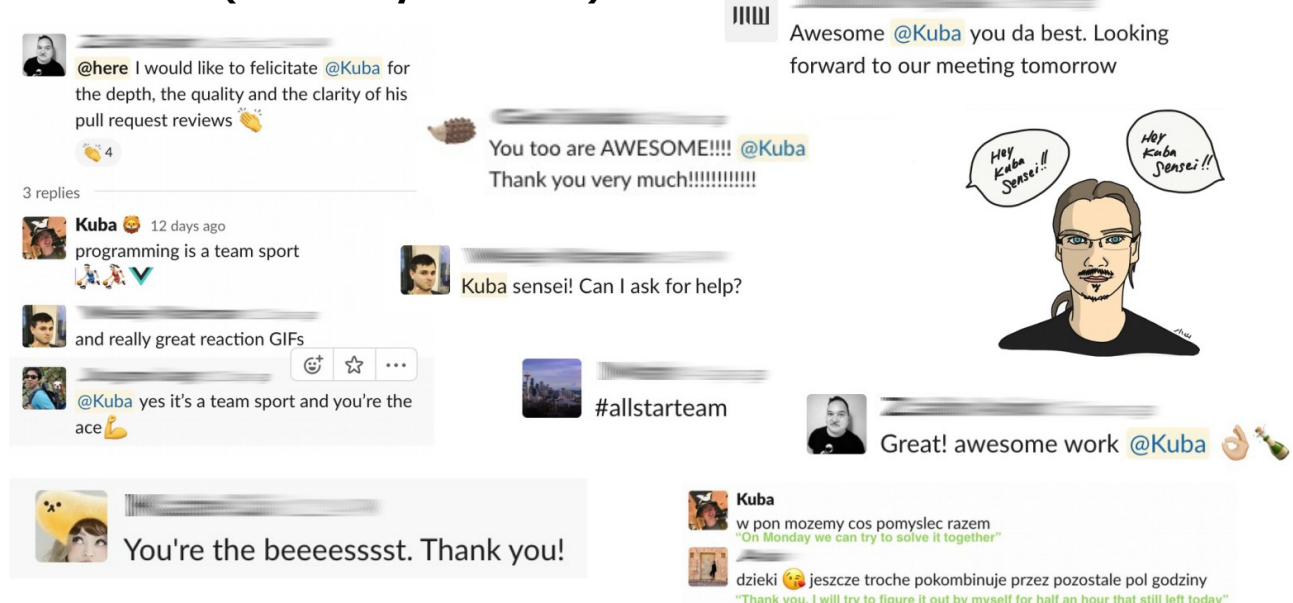 @here I would like to felicitate @Kuba for
the depth, the quality and the clarity of his
pull request reviews 👏
👏 4
3 replies
Kuba 🦁 12 days ago
programming is a team sport
and really great reaction GIFs
@Kuba yes it's a team sport and you're the
ace 💪
Awesome @Kuba you da best. Looking
forward to our meeting tomorrow
You too are AWESOME!!!! @Kuba
Thank you very much!!!!!!!!!!!!!
Kuba sensei! Can I ask for help?
#allstarteam
Hey
Kuba
Sensei!!
Hey
Kuba
Sensei!!
Great! awesome work @Kuba 👌🍾
You're the beeeesssst. Thank you!
Kuba
w pon mozemy cos pomyslec razem
"On Monday we can try to solve it together"
dzieki 😘 jeszcze troche pokombinuje przez pozostale pol godziny
"Thank you, I will try to figure it out by myself for half an hour that still left today"